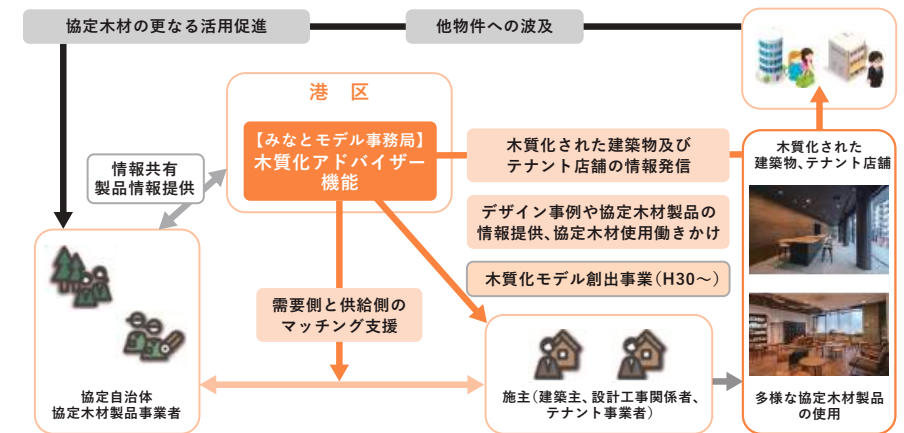 協定木材の更なる活用促進
他物件への波及
港 区
【みなとモデル事務局】
木質化アドバイザー
機能
情報共有
製品情報提供
木質化された建築物及び
テナント店舗の情報発信
木質化された
建築物、テナント店舗
デザイン事例や協定木材製品の
情報提供、協定木材使用働きかけ
木質化モデル創出事業(H30～)
需要側と供給側の
マッチング支援
協定自治体
協定木材製品事業者
施主(建築主、設計工事関係者、
テナント事業者)
多様な協定木材製品
の使用